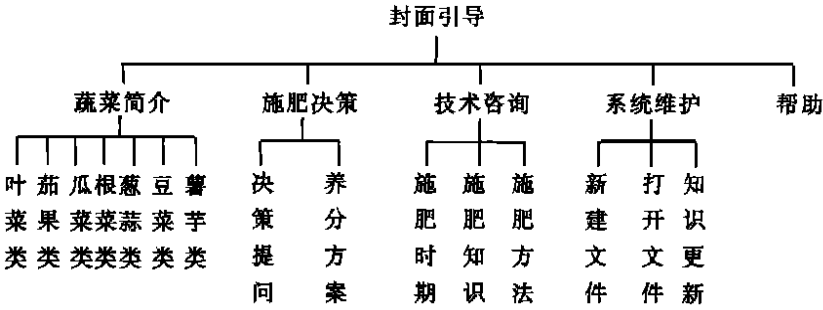 封面引导
蔬菜简介
施肥决策
技术咨询
系统维护
帮助
叶菜类
茄果类
瓜菜类
根菜类
葱蒜类
豆菜类
薯芋类
决策提问
养分方案
施肥时期
施肥知识
施肥方法
新建文件
打开文件
知识更新